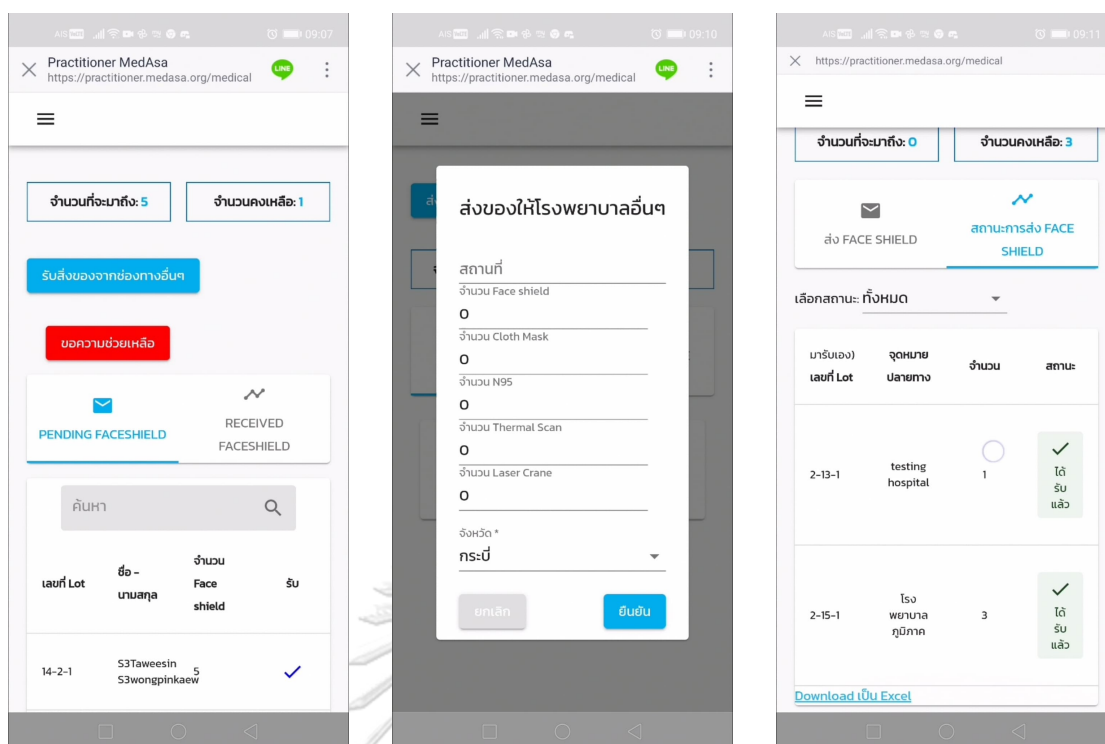 AIS 09:07
Practitioner MedAsa
https://practitioner.medasa.org/medical
LINE
จำนวนที่จะมาถึง: 5
จำนวนคงเหลือ: 1
รับสิ่งของจากช่องทางอื่นๆ
ขอความช่วยเหลือ
PENDING FACESHIELD
RECEIVED
FACESHIELD
ค้นหา
เลขที่ Lot
ชื่อ -
นามสกุล
จำนวน
Face
shield
รับ
14-2-1
S3Taweesin
S3wongpinkaew
5
AIS 09:10
Practitioner MedAsa
https://practitioner.medasa.org/medical
LINE
ส่งของให้โรงพยาบาลอื่นๆ
สถานที่
จำนวน Face shield
0
จำนวน Cloth Mask
0
จำนวน N95
0
จำนวน Thermal Scan
0
จำนวน Laser Crane
0
จังหวัด *
กระบี่
ยกเลิก
ยืนยัน
AIS 09:11
https://practitioner.medasa.org/medical
จำนวนที่จะมาถึง: 0
จำนวนคงเหลือ: 3
ส่ง FACE SHIELD
สถานะการส่ง FACE
SHIELD
เลือกสถานะ: ทั้งหมด
มารับเอง)
เลขที่ Lot
จุดหมาย
ปลายทาง
จำนวน
สถานะ
2-13-1
testing
hospital
1
ได้
รับ
แล้ว
2-15-1
โรง
พยาบาล
ภูมิภาค
3
ได้
รับ
แล้ว
Download เป็น Excel